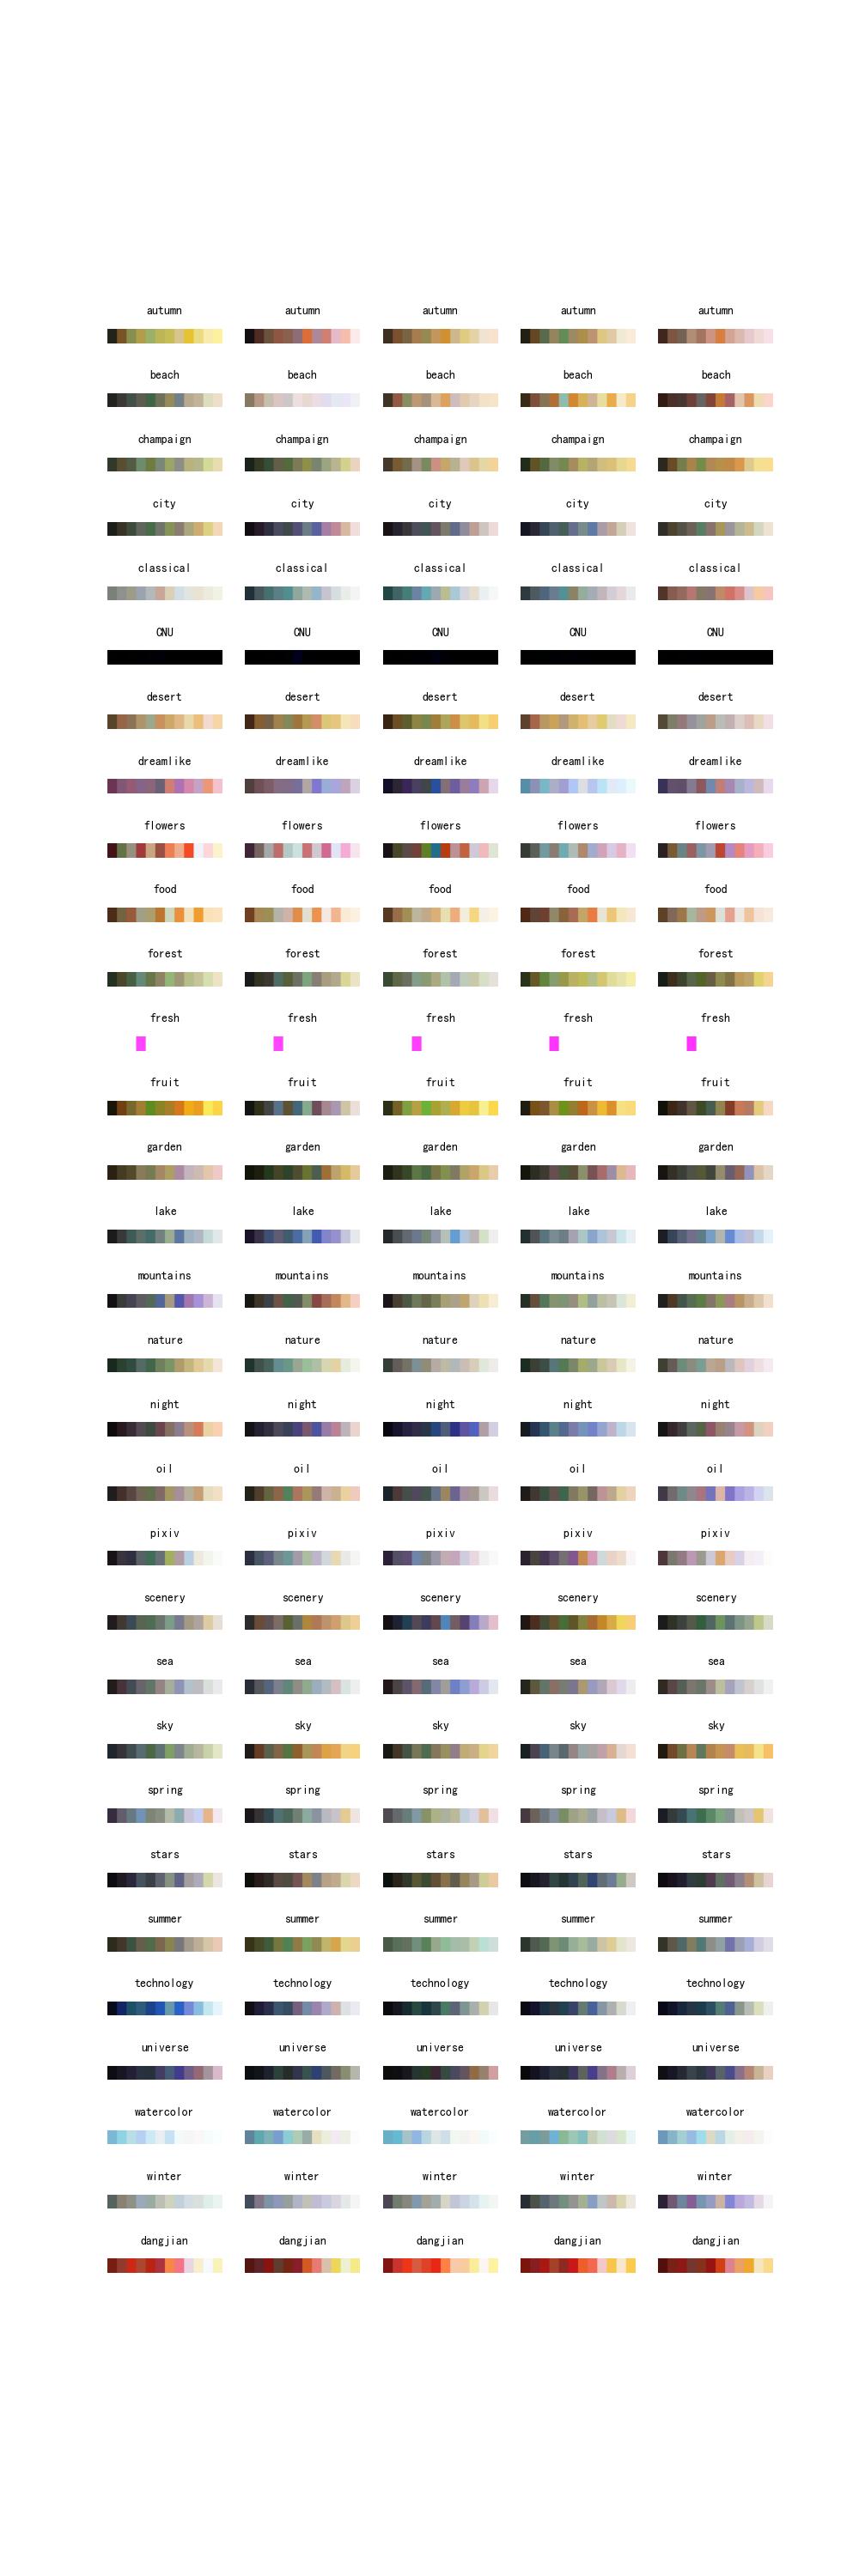 autumn autumn autumn autumn autumn
beach beach beach beach beach
champaign champaign champaign champaign champaign
city city city city city
classical classical classical classical classical
CNU CNU CNU CNU CNU
desert desert desert desert desert
dreamlike dreamlike dreamlike dreamlike dreamlike
flowers flowers flowers flowers flowers
food food food food food
forest forest forest forest forest
fresh fresh fresh fresh fresh
fruit fruit fruit fruit fruit
garden garden garden garden garden
lake lake lake lake lake
mountains mountains mountains mountains mountains
nature nature nature nature nature
night night night night night
oil oil oil oil oil
pixiv pixiv pixiv pixiv pixiv
scenery scenery scenery scenery scenery
sea sea sea sea sea
sky sky sky sky sky
spring spring spring spring spring
stars stars stars stars stars
summer summer summer summer summer
technology technology technology technology technology
universe universe universe universe universe
watercolor watercolor watercolor watercolor watercolor
winter winter winter winter winter
dangjian dangjian dangjian dangjian dangjian